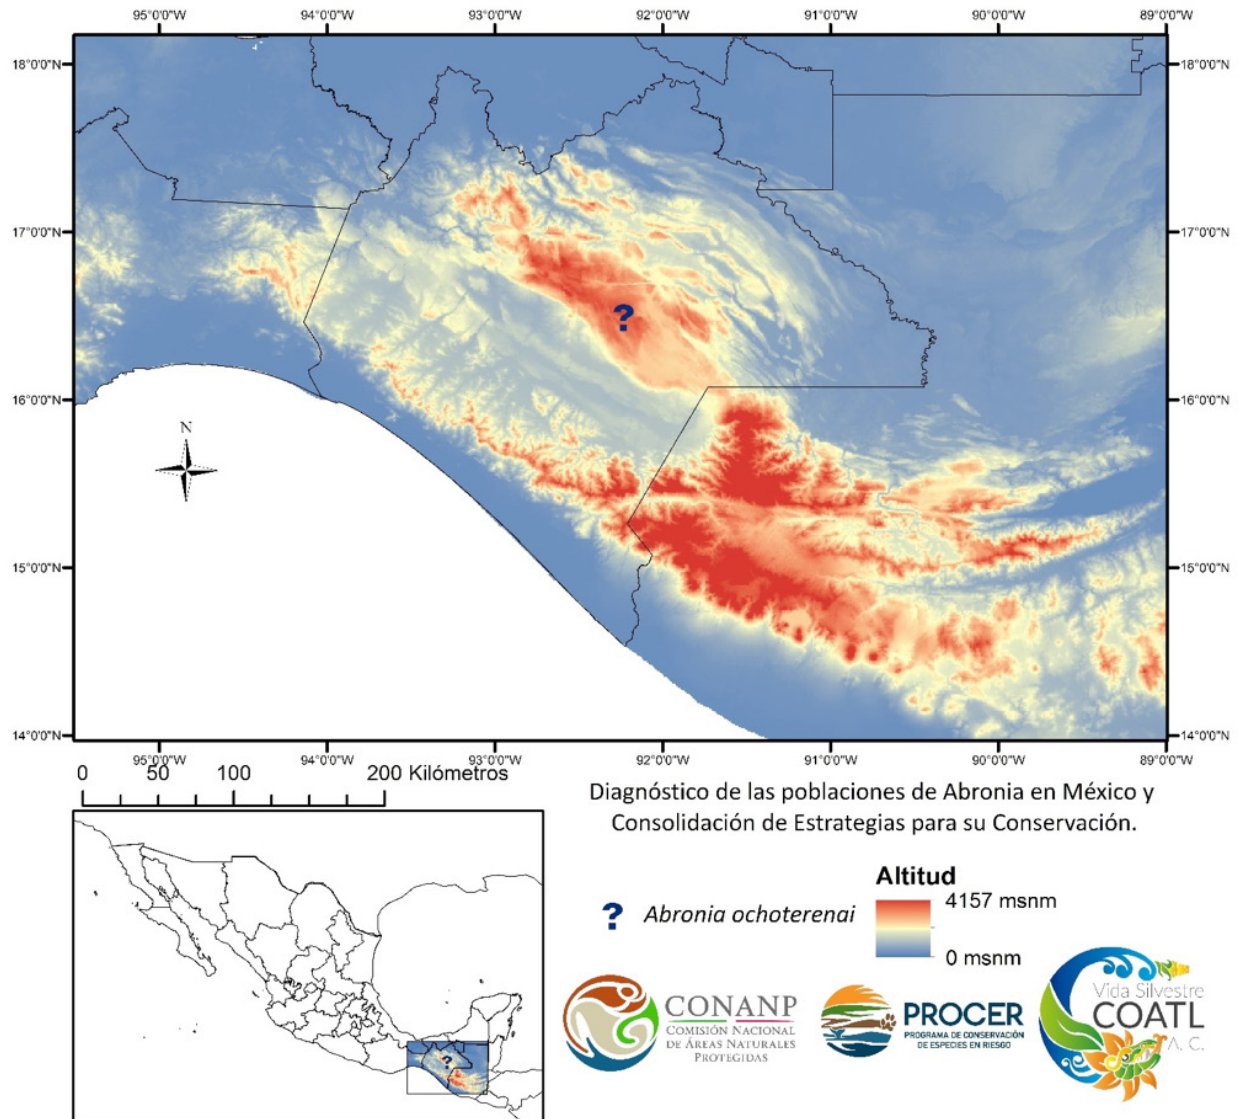 95°0'0"W 94°0'0"W 93°0'0"W 92°0'0"W 91°0'0"W 90°0'0"W 89°0'0"W
18°0'0"N 18°0'0"N
17°0'0"N 17°0'0"N
?
16°0'0"N 16°0'0"N
N
15°0'0"N 15°0'0"N
14°0'0"N 14°0'0"N
95°0'0"W 94°0'0"W 93°0'0"W 92°0'0"W 91°0'0"W 90°0'0"W 89°0'0"W
0 50 100 200 Kilómetros
Diagnóstico de las poblaciones de Abronia en México y
Consolidación de Estrategias para su Conservación.
Altitud
? Abronia ochoterenai
4157 msnm
0 msnm
CONANP
COMISIÓN NACIONAL
DE ÁREAS NATURALES
PROTEGIDAS
PROCER
PROGRAMA DE CONSERVACIÓN
DE ESPECIES EN RIESGO
Vida Silvestre
COATL
A. C.
?